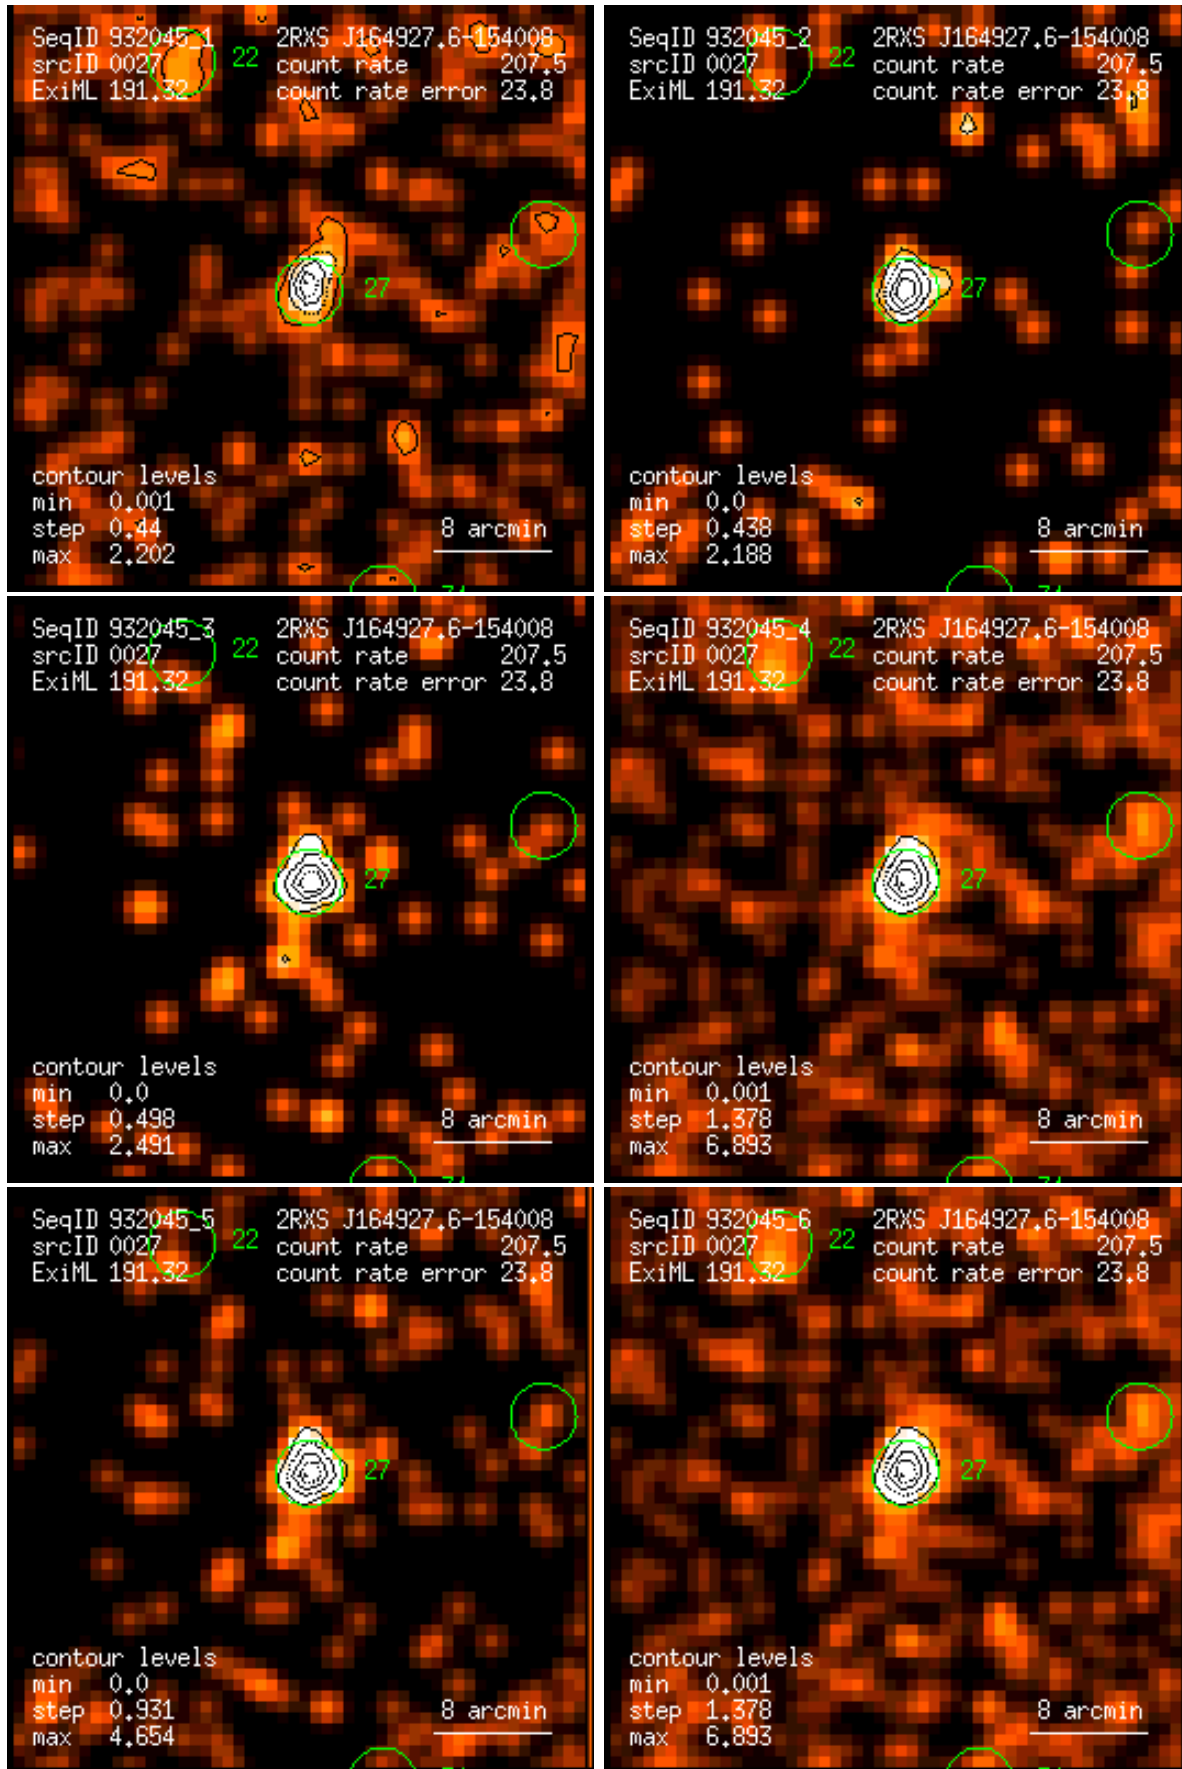 SeqID 932045_1 2RXS J164927.6-154008
srcID 0027 22 count rate 207.5
ExiML 191.32 count rate error 23.8
27
contour levels
min 0.001
step 0.44 8 arcmin
max 2.202
SeqID 932045_2 2RXS J164927.6-154008
srcID 0027 22 count rate 207.5
ExiML 191.32 count rate error 23.8
27
contour levels
min 0.0
step 0.438 8 arcmin
max 2.188
SeqID 932045_3 2RXS J164927.6-154008
srcID 0027 22 count rate 207.5
ExiML 191.32 count rate error 23.8
27
contour levels
min 0.0
step 0.498 8 arcmin
max 2.491
SeqID 932045_4 2RXS J164927.6-154008
srcID 0027 22 count rate 207.5
ExiML 191.32 count rate error 23.8
27
contour levels
min 0.001
step 1.378 8 arcmin
max 6.893
SeqID 932045_5 2RXS J164927.6-154008
srcID 0027 22 count rate 207.5
ExiML 191.32 count rate error 23.8
27
contour levels
min 0.0
step 0.931 8 arcmin
max 4.654
SeqID 932045_6 2RXS J164927.6-154008
srcID 0027 22 count rate 207.5
ExiML 191.32 count rate error 23.8
27
contour levels
min 0.001
step 1.378 8 arcmin
max 6.893